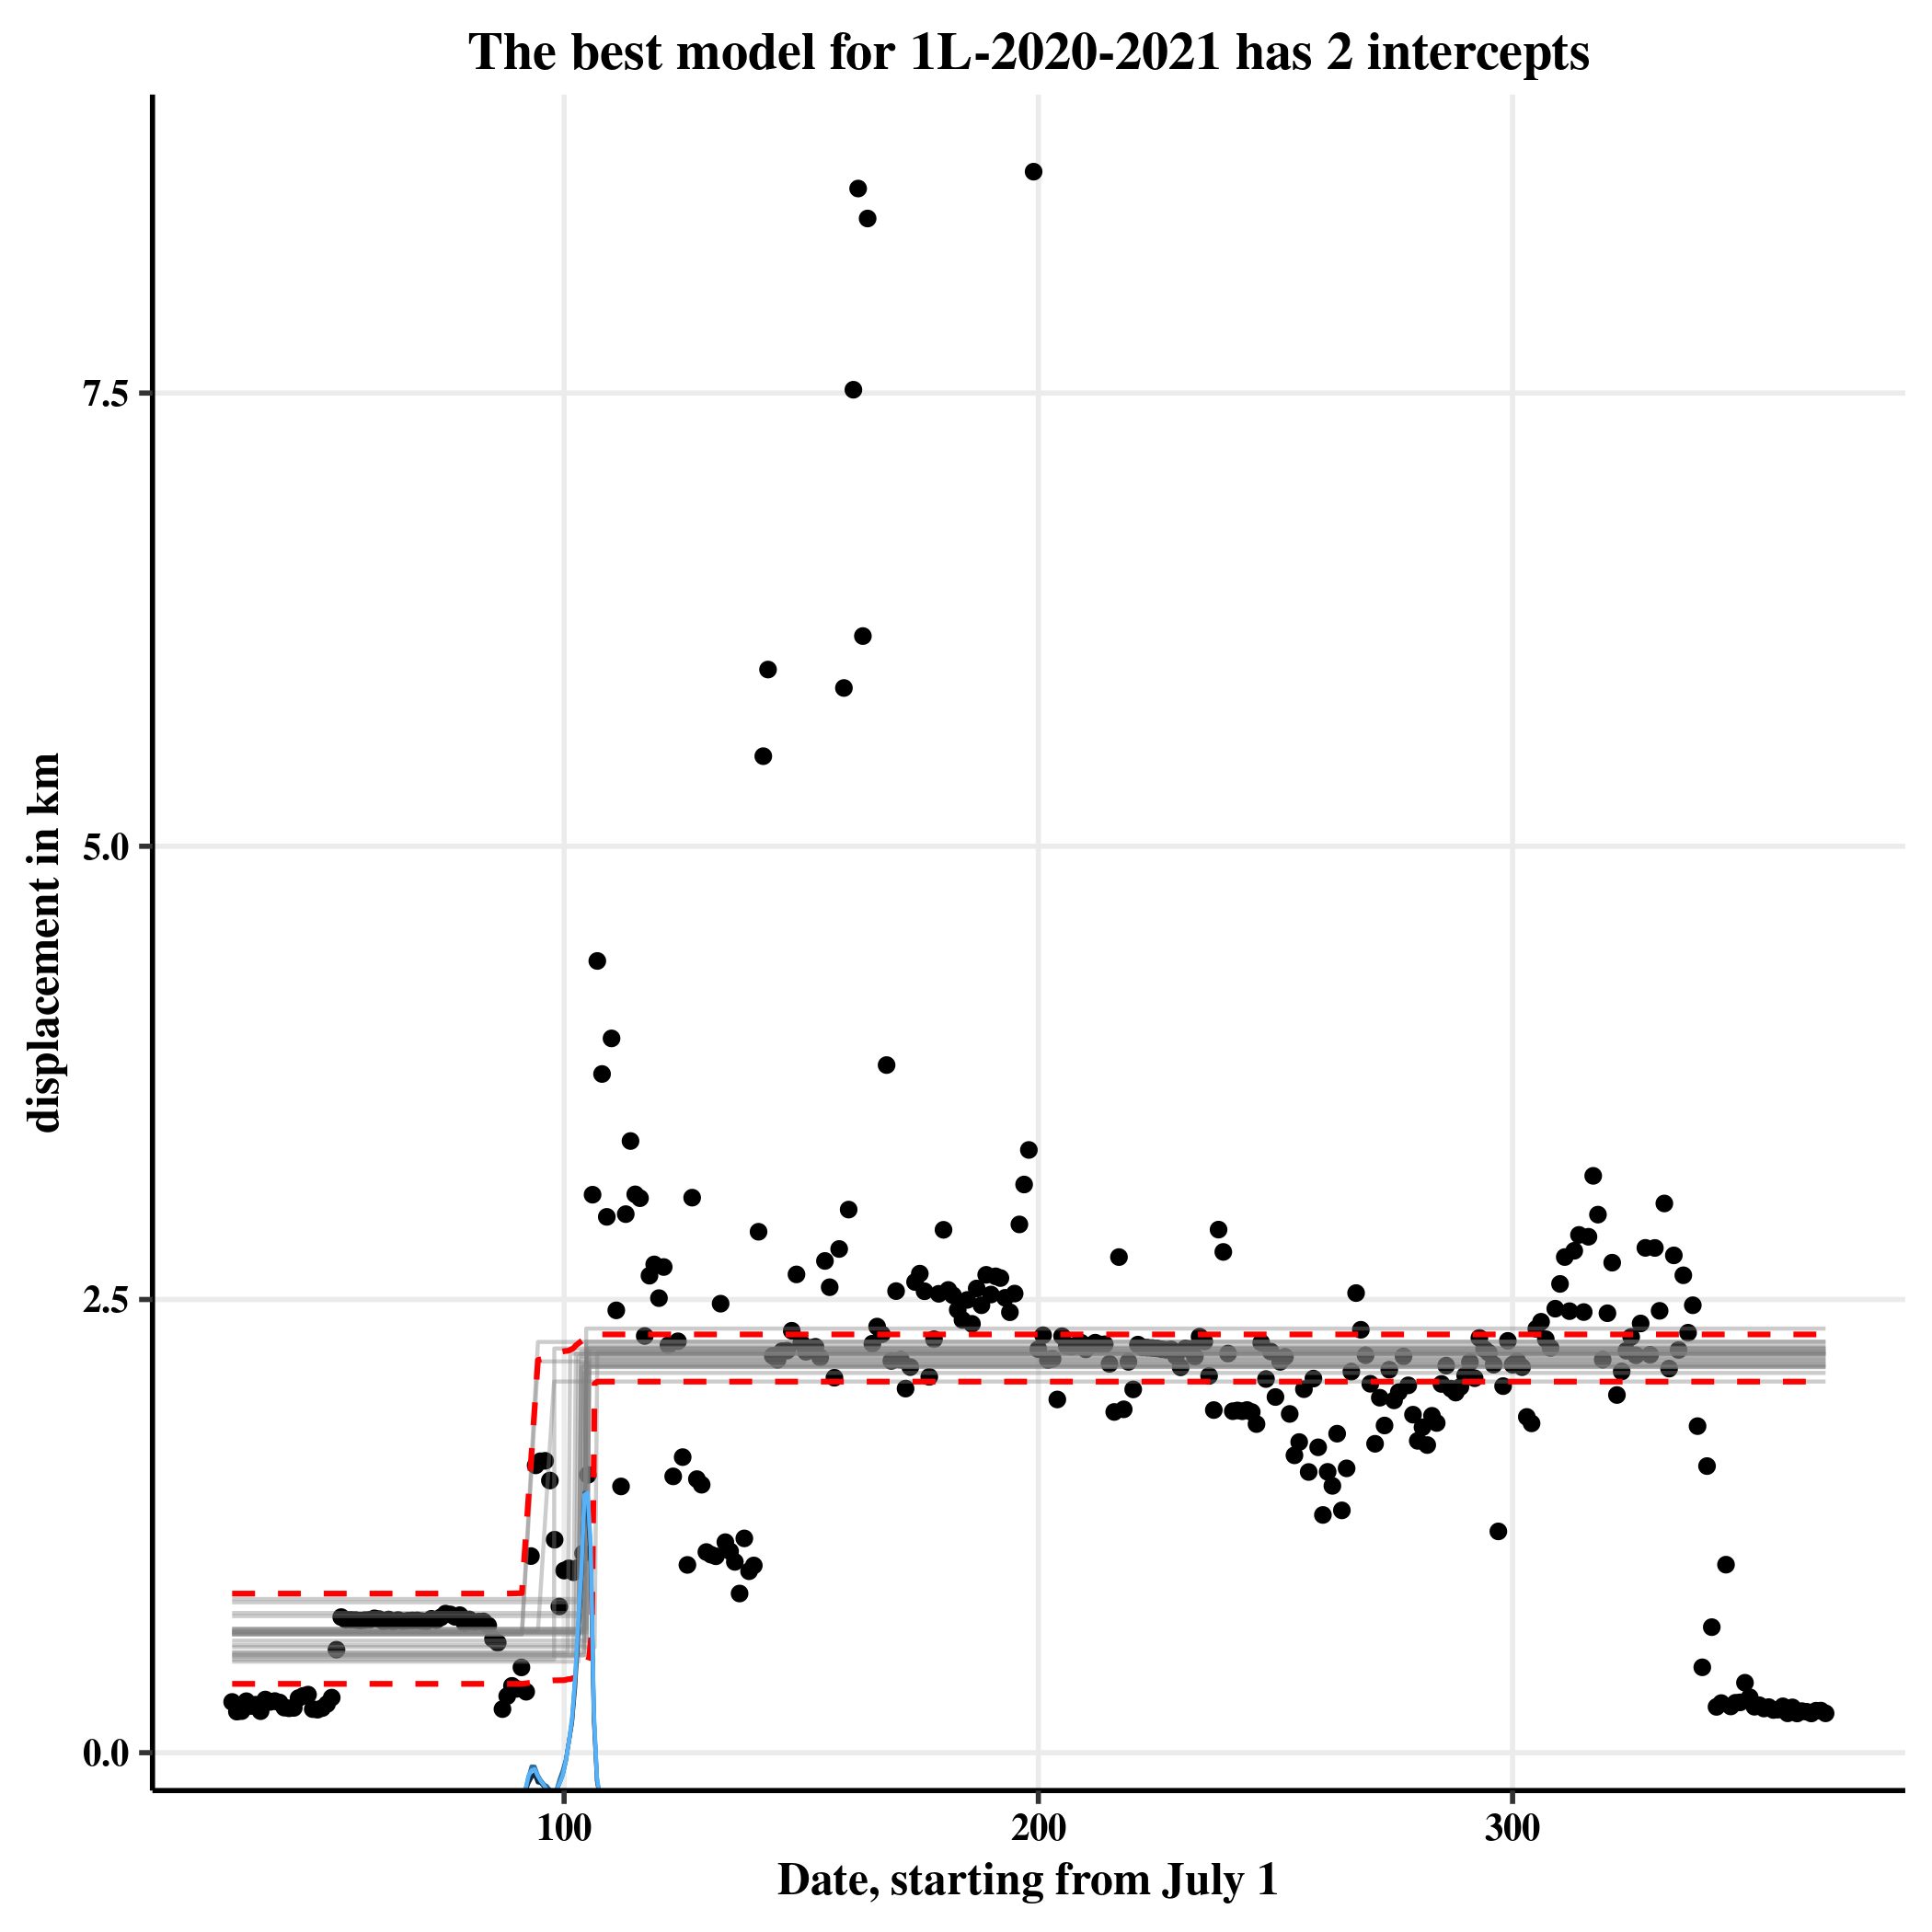 The best model for 1L-2020-2021 has 2 intercepts
displacement in km
7.5
5.0
2.5
0.0
100 200 300
Date, starting from July 1